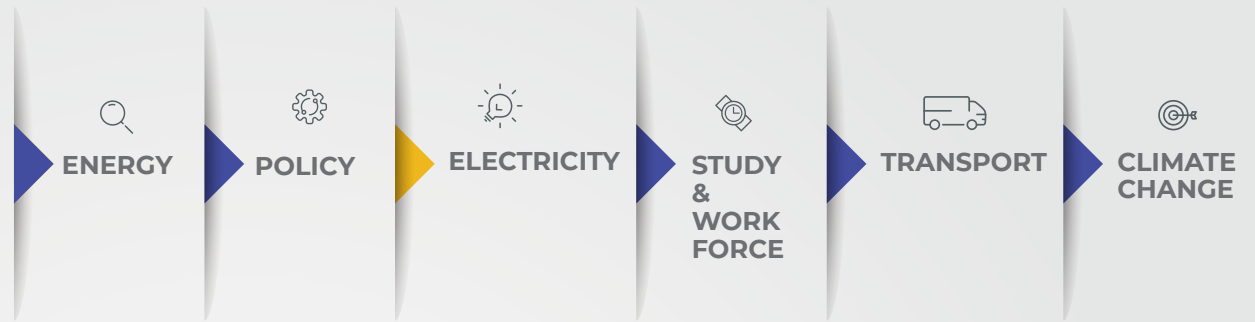 ENERGY
POLICY
ELECTRICITY
STUDY
&
WORK
FORCE
TRANSPORT
CLIMATE
CHANGE